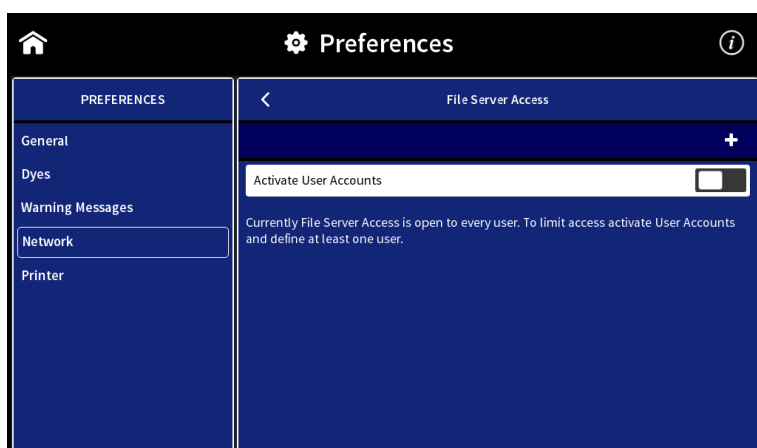 Preferences
PREFERENCES
General
Dyes
Warning Messages
Network
Printer
File Server Access
Activate User Accounts
Currently File Server Access is open to every user. To limit access activate User Accounts
and define at least one user.